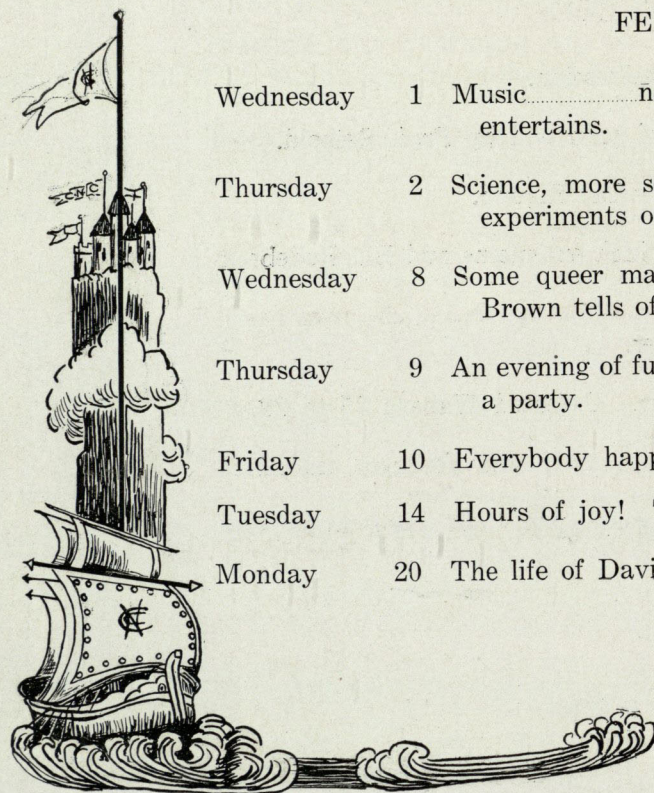 FE
Wednesday 1 Music n
entertains.
Thursday 2 Science, more s
experiments o
Wednesday 8 Some queer ma
Brown tells of
Thursday 9 An evening of fu
a party.
Friday 10 Everybody happ
Tuesday 14 Hours of joy!
Monday 20 The life of Davi